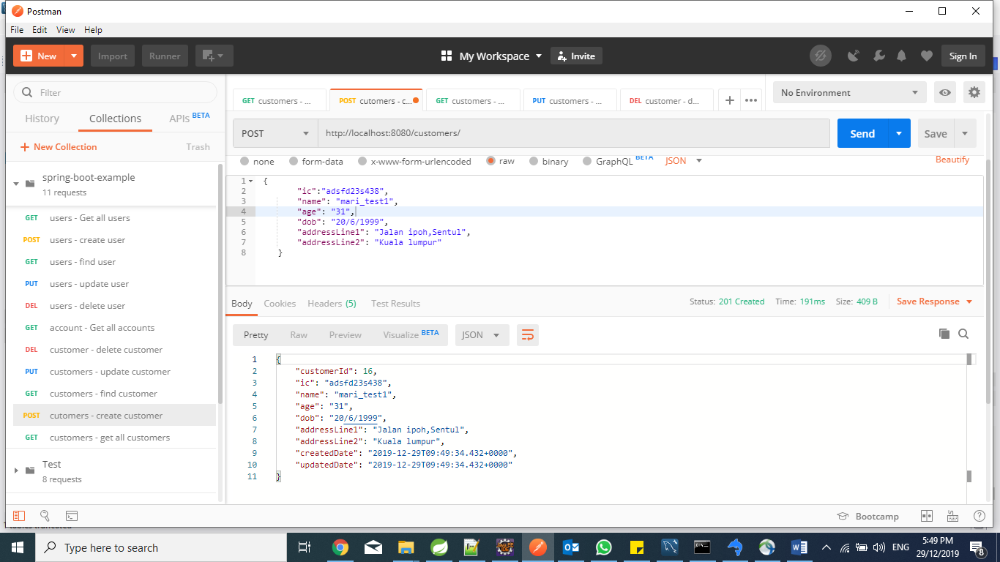 Postman
File Edit View Help
New Import Runner My Workspace Invite Sign In
Filter
History Collections APIs BETA
New Collection Trash
spring-boot-example
11 requests
GET users - Get all users
POST users - create user
GET users - find user
PUT users - update user
DEL users - delete user
GET account - Get all accounts
DEL customer - delete customer
PUT customers - update customer
GET customers - find customer
POST cutomers - create customer
GET customers - get all customers
Test
8 requests
GET customers - ... POST cutomers - c... GET customers - ... PUT customers - ... DEL customer - d... No Environment
POST http://localhost:8080/customers/ Send Save
none form-data x-www-form-urlencoded raw binary GraphQL BETA JSON Beautify
1 {
2 "ic":"adsfd23s438",
3 "name": "mari_test1",
4 "age": "31",
5 "dob": "20/6/1999",
6 "addressLine1": "Jalan ipoh,Sentul",
7 "addressLine2": "Kuala lumpur"
8 }
Body Cookies Headers (5) Test Results Status: 201 Created Time: 191ms Size: 409 B Save Response
Pretty Raw Preview Visualize BETA JSON
1 {
2 "customerId": 16,
3 "ic": "adsfd23s438",
4 "name": "mari_test1",
5 "age": "31",
6 "dob": "20/6/1999",
7 "addressLine1": "Jalan ipoh,Sentul",
8 "addressLine2": "Kuala lumpur",
9 "createdDate": "2019-12-29T09:49:34.432+0000",
10 "updatedDate": "2019-12-29T09:49:34.432+0000"
11 }
Bootcamp
Type here to search
ENG
5:49 PM
29/12/2019
8